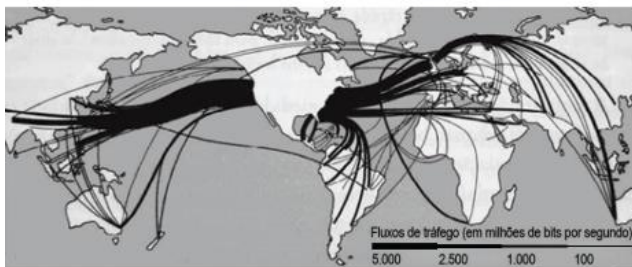 Fluxos de tráfego (em milhões de bits por segundo)
5.000 2.500 1.000 100